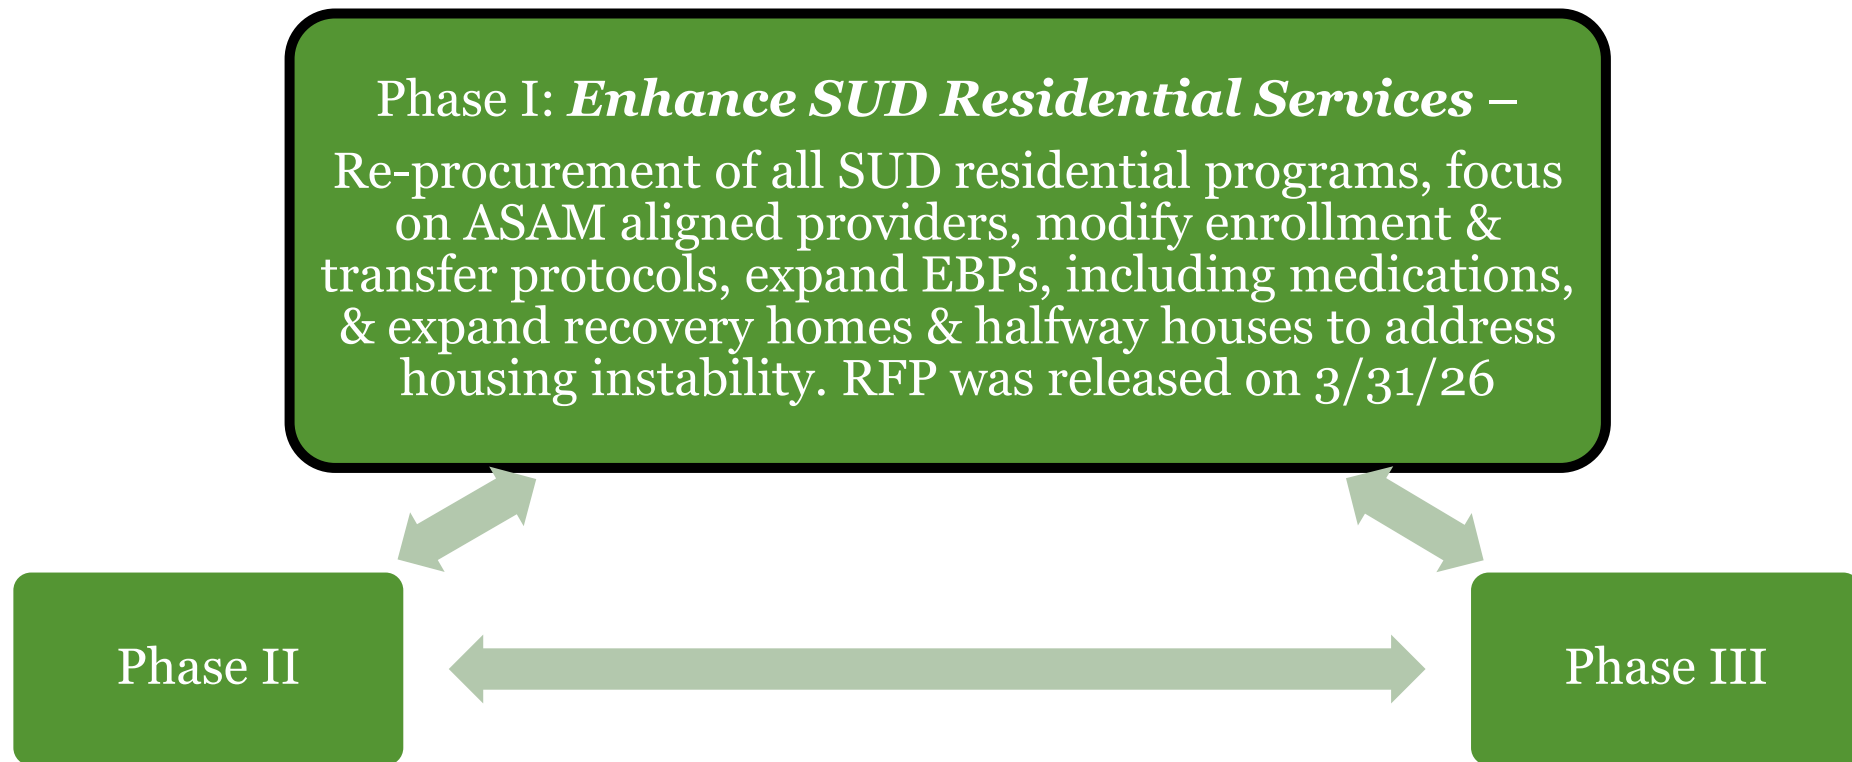 Phase I: Enhance SUD Residential Services –
Re-procurement of all SUD residential programs, focus
on ASAM aligned providers, modify enrollment &
transfer protocols, expand EBPs, including medications,
& expand recovery homes & halfway houses to address
housing instability. RFP was released on 3/31/26
Phase II
Phase III